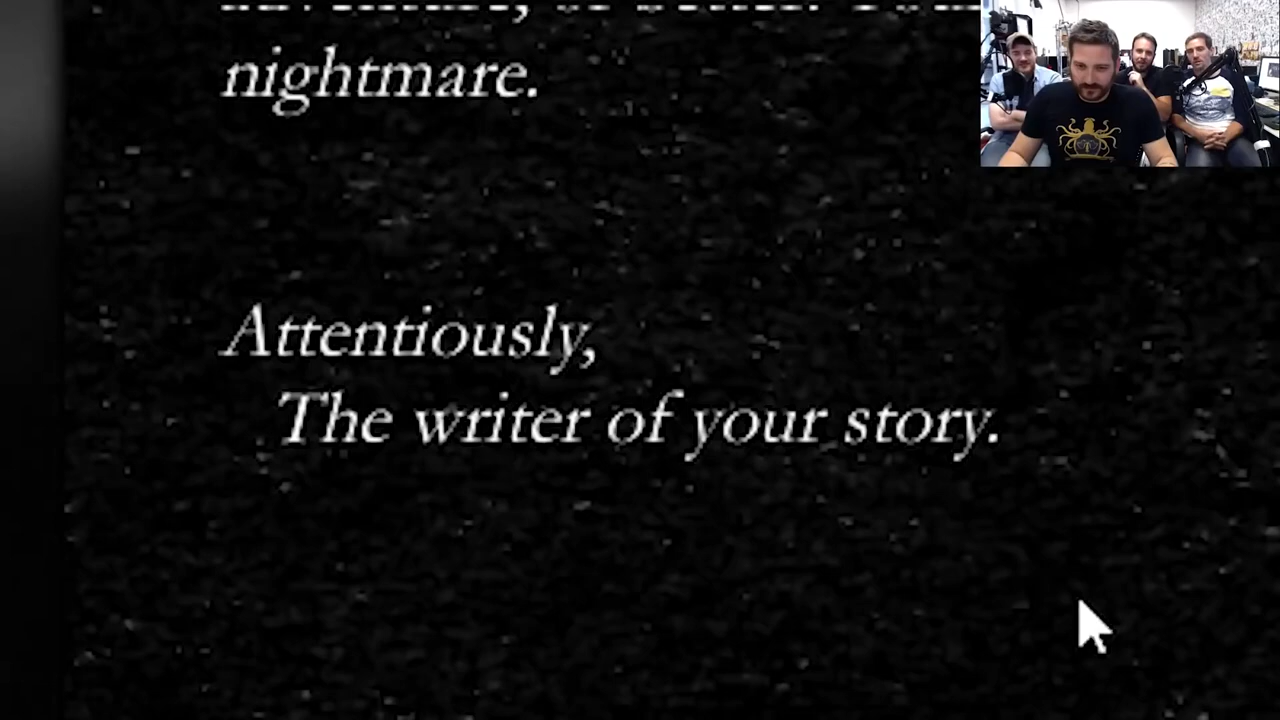 nightmare.
Attentiously,
The writer of your story.